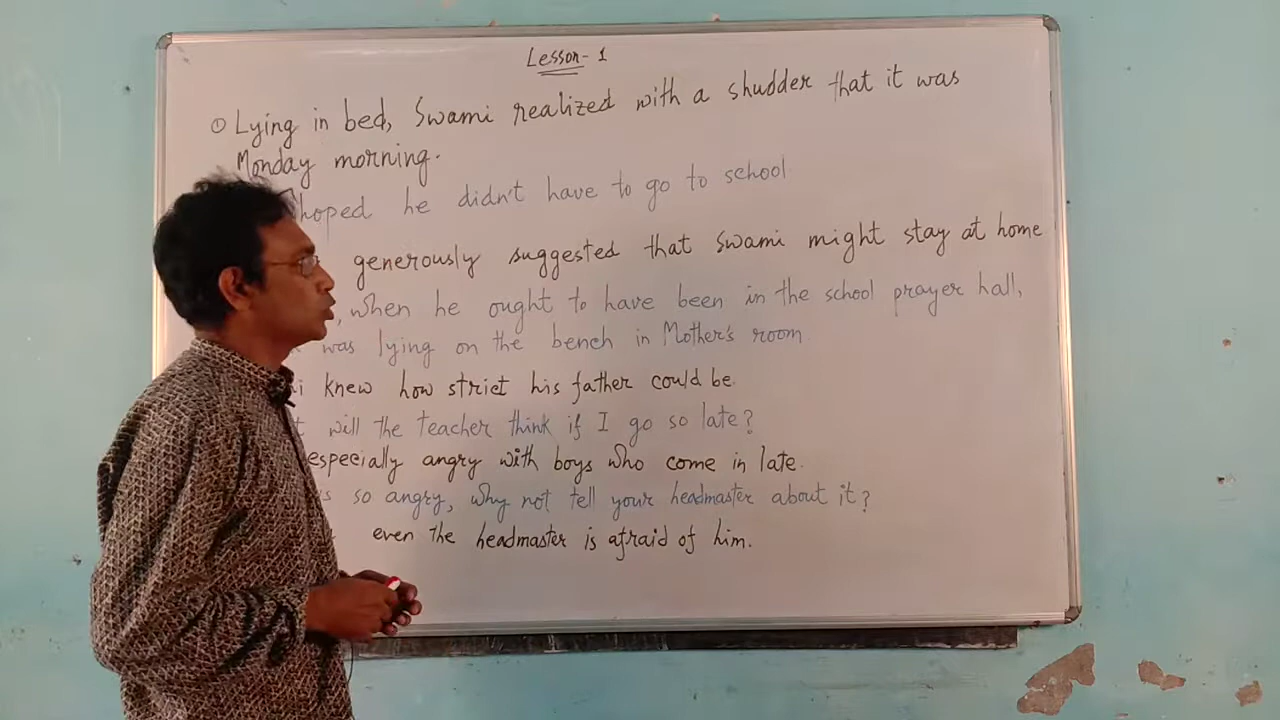 Lesson-1
① Lying in bed, Swami realized with a shudder that it was
Monday morning.
hoped he didn't have to go to school
generously suggested that Swami might stay at home
, when he ought to have been in the school prayer hall,
was lying on the bench in Mother's room
knew how strict his father could be.
will the teacher think if I go so late?
especially angry with boys who come in late.
so angry, why not tell your headmaster about it?
even the headmaster is afraid of him.